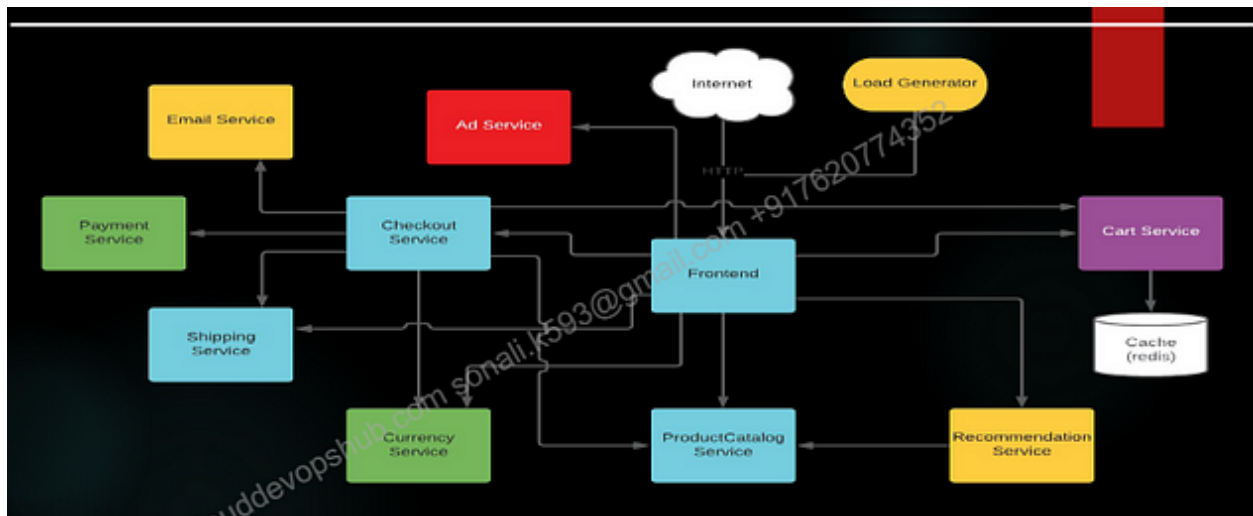 Internet
Load Generator
Email Service
Ad Service
HTTP
Payment
Service
Checkout
Service
Cart Service
Frontend
Shipping
Service
Cache
(redis)
Currency
Service
ProductCatalog
Service
Recommendation
Service
uddevopshub.com sonali.k593@gmail.com +917620774352